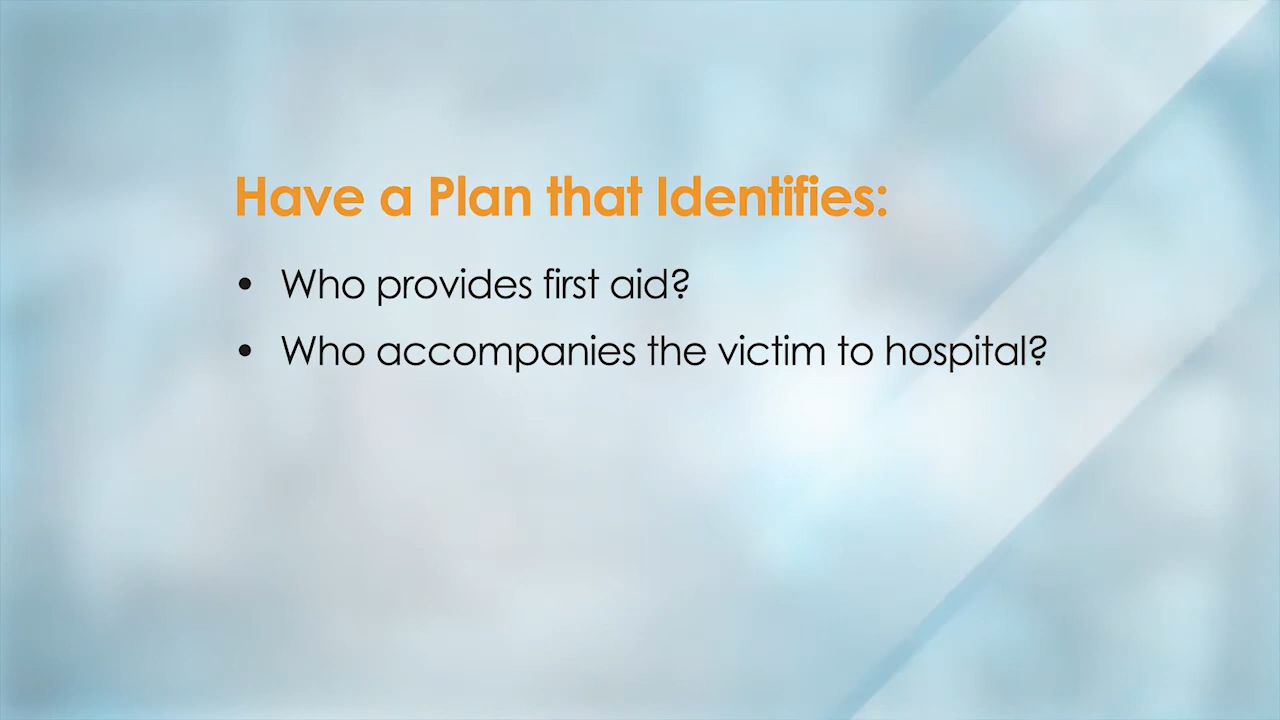 Have a Plan that Identifies:
• Who provides first aid?
• Who accompanies the victim to hospital?